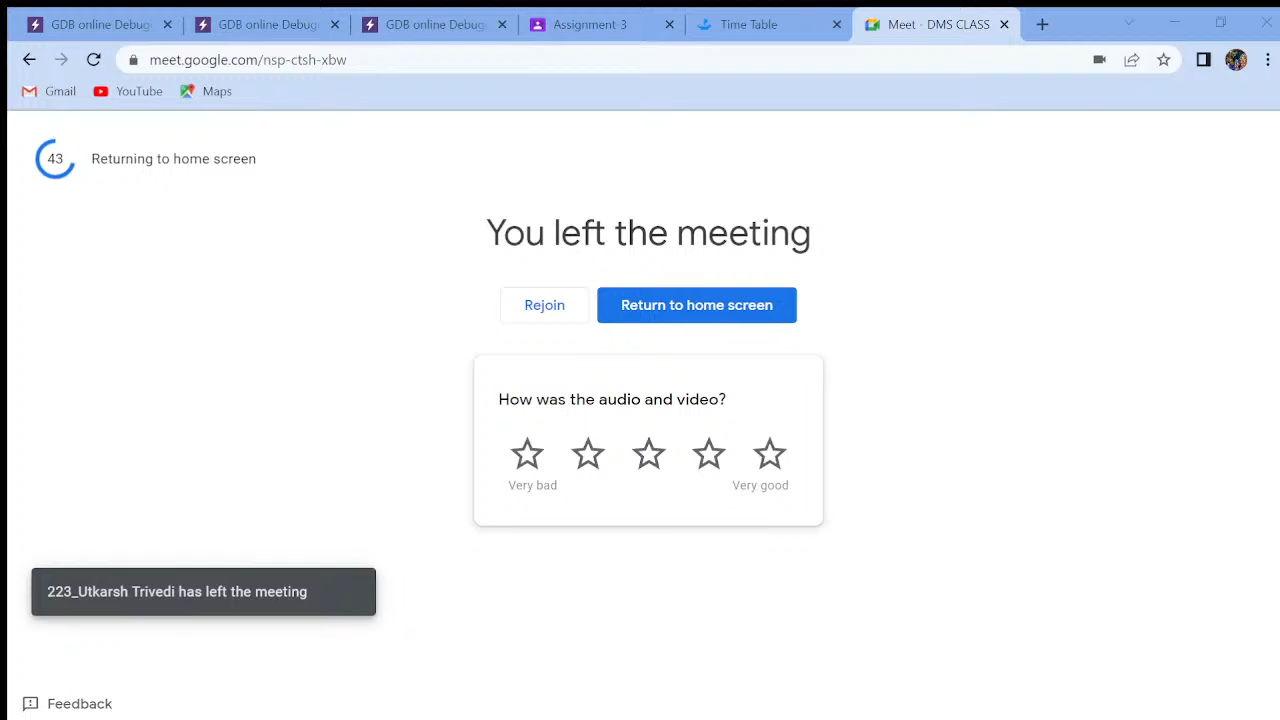 GDB online Debug
GDB online Debug
GDB online Debug
Assignment-3
Time Table
Meet - DMS CLASS
meet.google.com/nsp-ctsh-xbw
Gmail
YouTube
Maps
43
Returning to home screen
You left the meeting
Rejoin
Return to home screen
How was the audio and video?
Very bad
Very good
223_Utkarsh Trivedi has left the meeting
Feedback